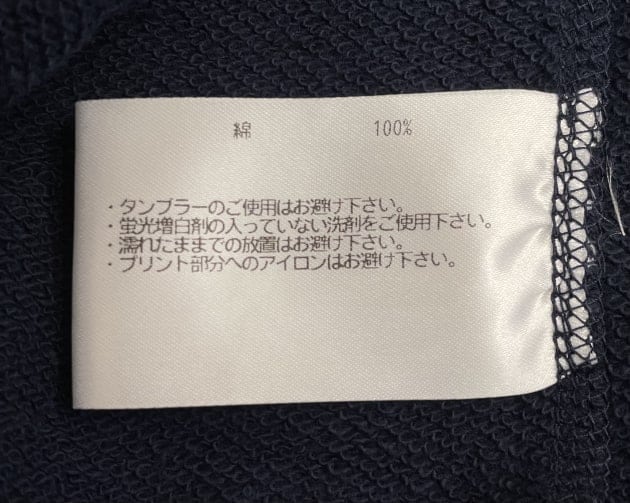 綿 100%
・タンブラーのご使用はお避け下さい。
・蛍光増白剤の入っていない洗剤をご使用下さい。
・濡れたままでの放置はお避け下さい。
・プリント部分へのアイロンはお避け下さい。